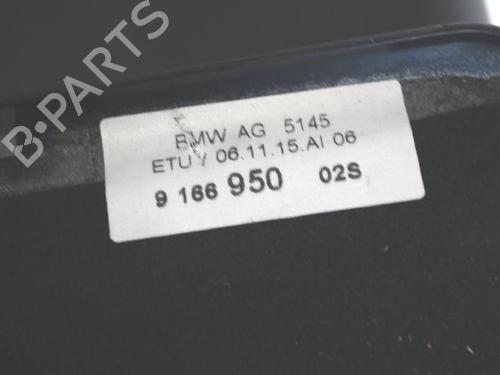 B-PARTS
BMW AG 5145
ETU / 06.11.15.AI 06
9 166 950 02S